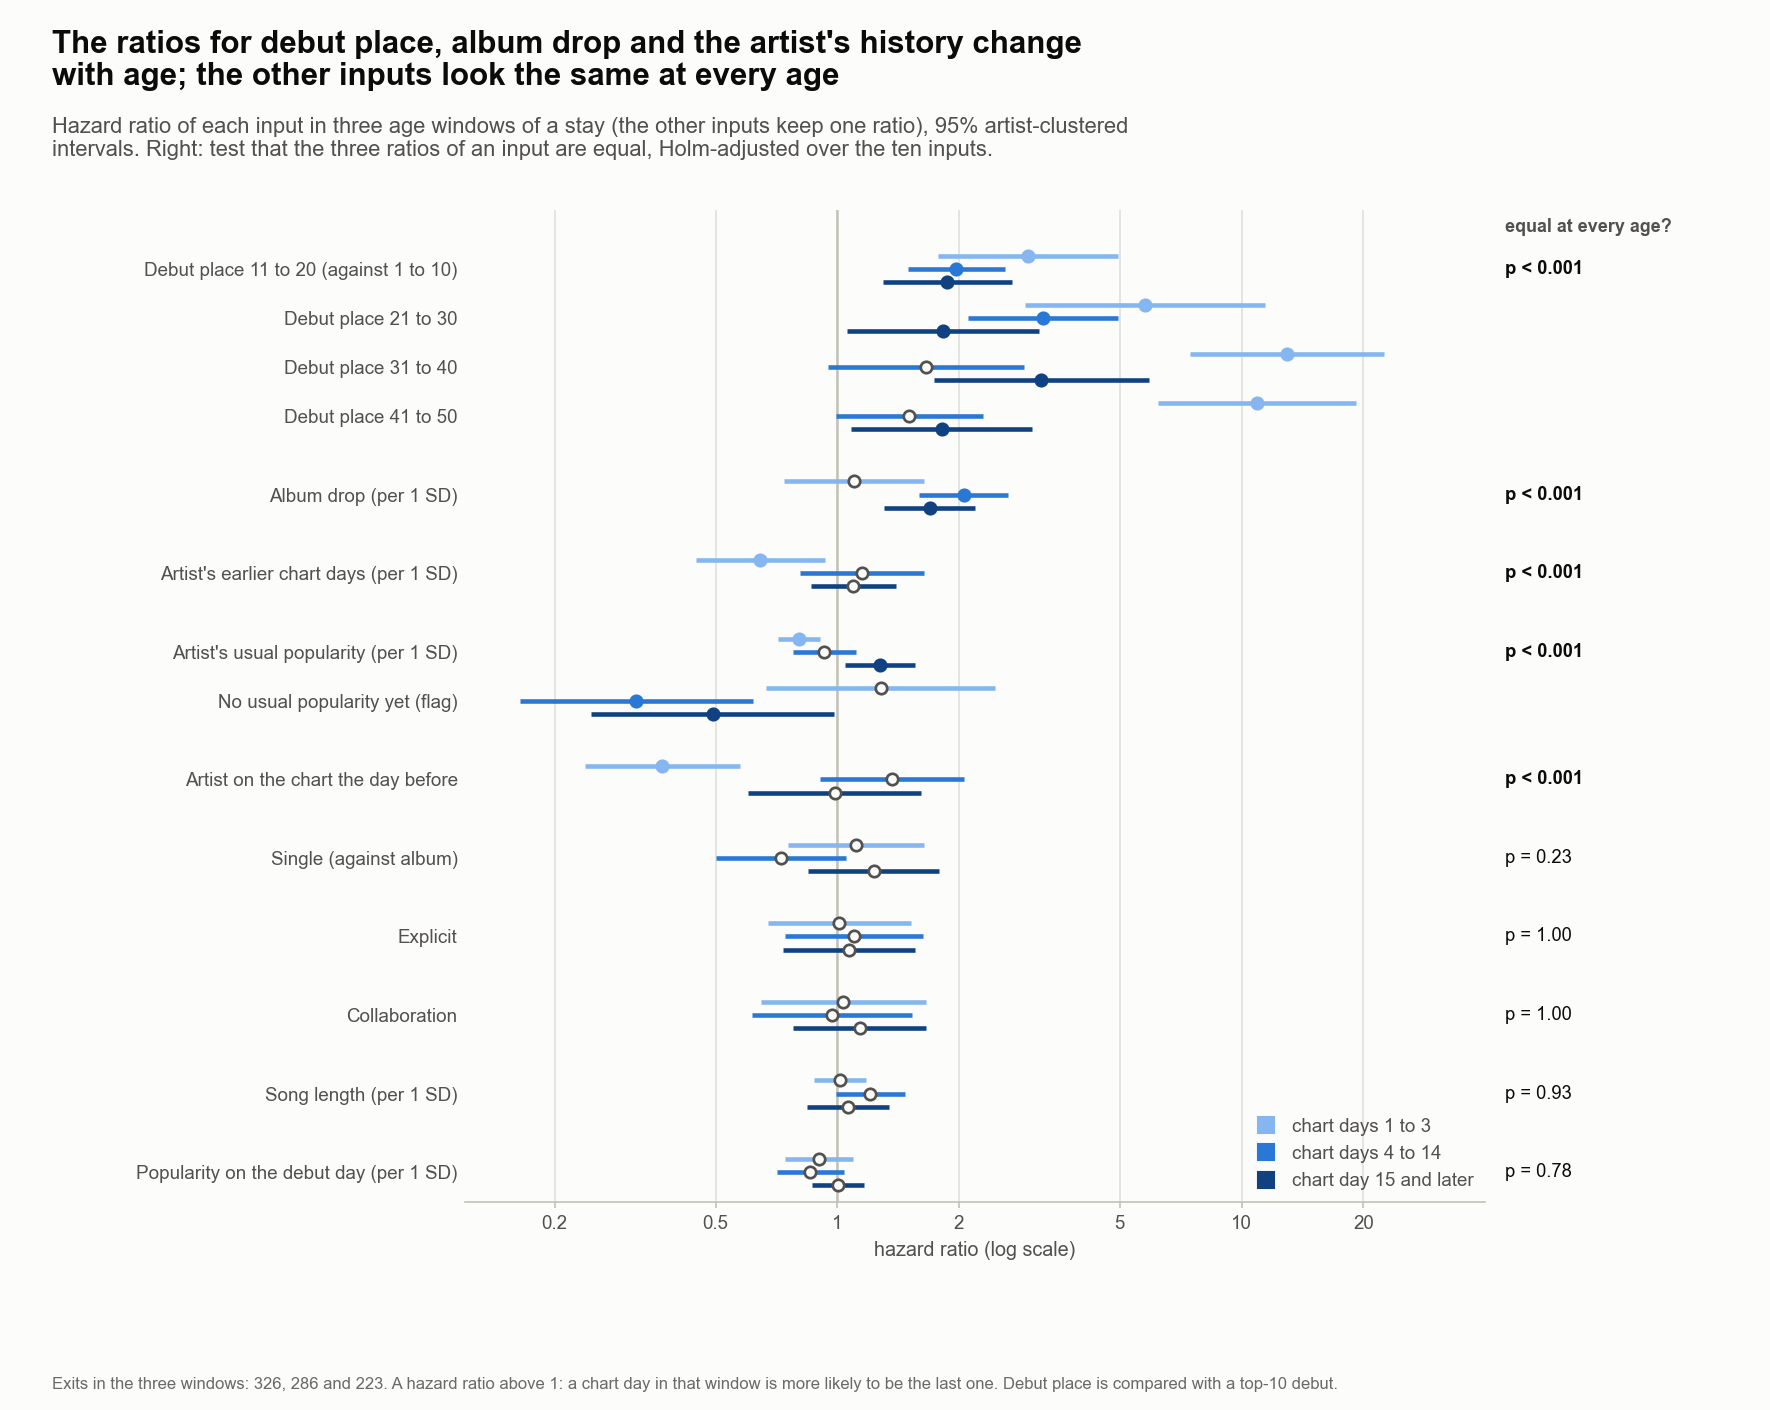 The ratios for debut place, album drop and the artist's history change
with age; the other inputs look the same at every age
Hazard ratio of each input in three age windows of a stay (the other inputs keep one ratio), 95% artist-clustered
intervals. Right: test that the three ratios of an input are equal, Holm-adjusted over the ten inputs.
equal at every age?
Debut place 11 to 20 (against 1 to 10)
p < 0.001
Debut place 21 to 30
Debut place 31 to 40
Debut place 41 to 50
Album drop (per 1 SD)
p < 0.001
Artist's earlier chart days (per 1 SD)
p < 0.001
Artist's usual popularity (per 1 SD)
p < 0.001
No usual popularity yet (flag)
Artist on the chart the day before
p < 0.001
Single (against album)
p = 0.23
Explicit
p = 1.00
Collaboration
p = 1.00
Song length (per 1 SD)
p = 0.93
chart days 1 to 3
chart days 4 to 14
Popularity on the debut day (per 1 SD)
p = 0.78
chart day 15 and later
0.2 0.5 1 2 5 10 20
hazard ratio (log scale)
Exits in the three windows: 326, 286 and 223. A hazard ratio above 1: a chart day in that window is more likely to be the last one. Debut place is compared with a top-10 debut.